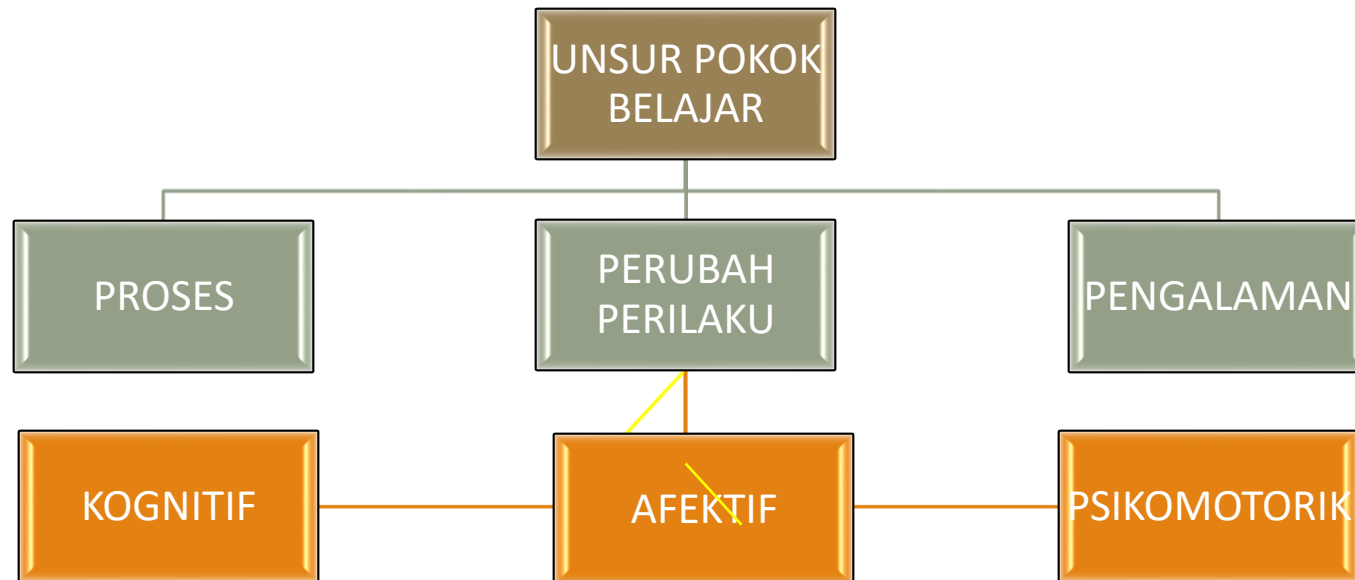 UNSUR POKOK
BELAJAR
PROSES
PERUBAH
PERILAKU
PENGALAMAN
KOGNITIF
AFEKTIF
PSIKOMOTORIK